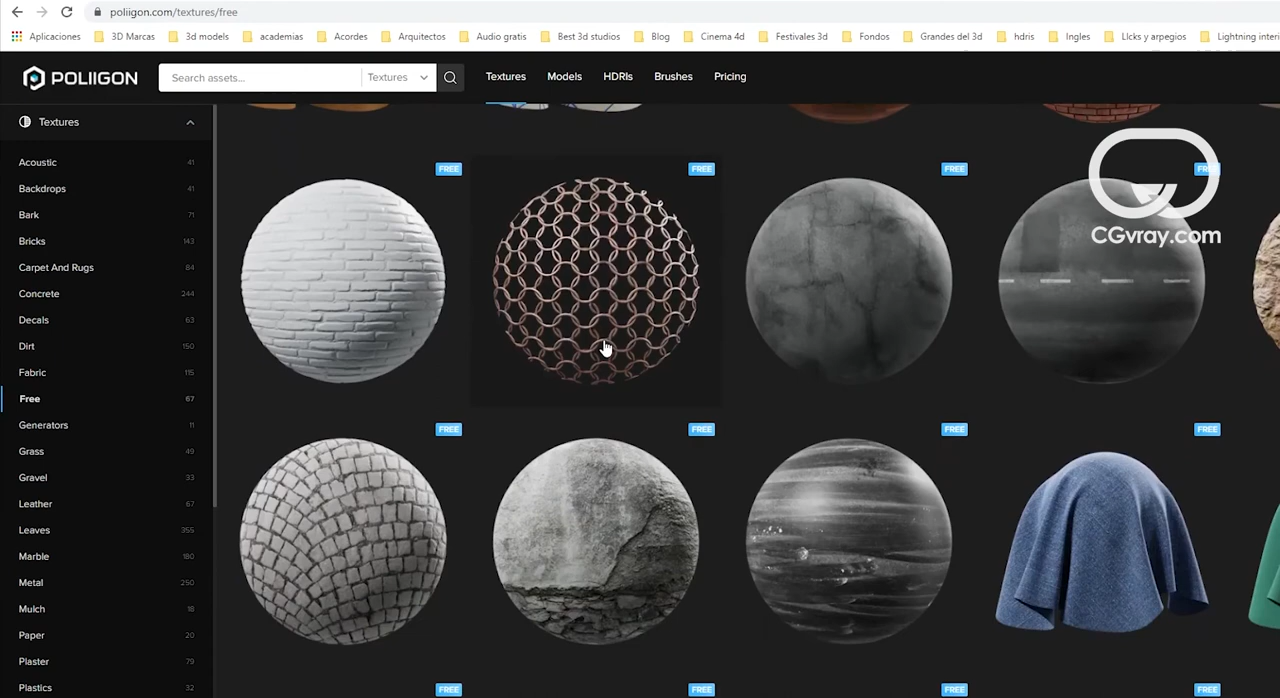 poliigon.com/textures/free
Aplicaciones 3D Marcas 3d models academias Acordes Arquitectos Audio gratis Best 3d studios Blog Cinema 4d Festivales 3d Fondos Grandes del 3d hdris Ingles LIcks y arpegios Lightning interi
POLIIGON Search assets... Textures Textures Models HDRIs Brushes Pricing
Textures
Acoustic 41
Backdrops 41
Bark 71
Bricks 143
Carpet And Rugs 84
Concrete 244
Decals 63
Dirt 150
Fabric 115
Free 67
Generators 11
Grass 49
Gravel 33
Leather 67
Leaves 355
Marble 180
Metal 250
Mulch 18
Paper 20
Plaster 79
Plastics 32
FREE FREE FREE FREE
CGvray.com
FREE FREE FREE FREE
FREE FREE FREE FREE